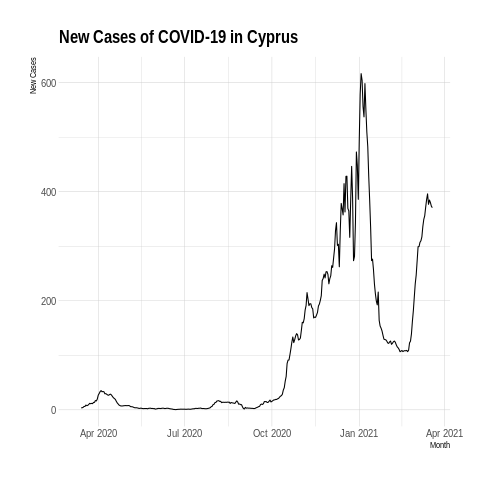 New Cases of COVID-19 in Cyprus
New Cases
600
400
200
0
Apr 2020 Jul 2020 Oct 2020 Jan 2021 Apr 2021
Month